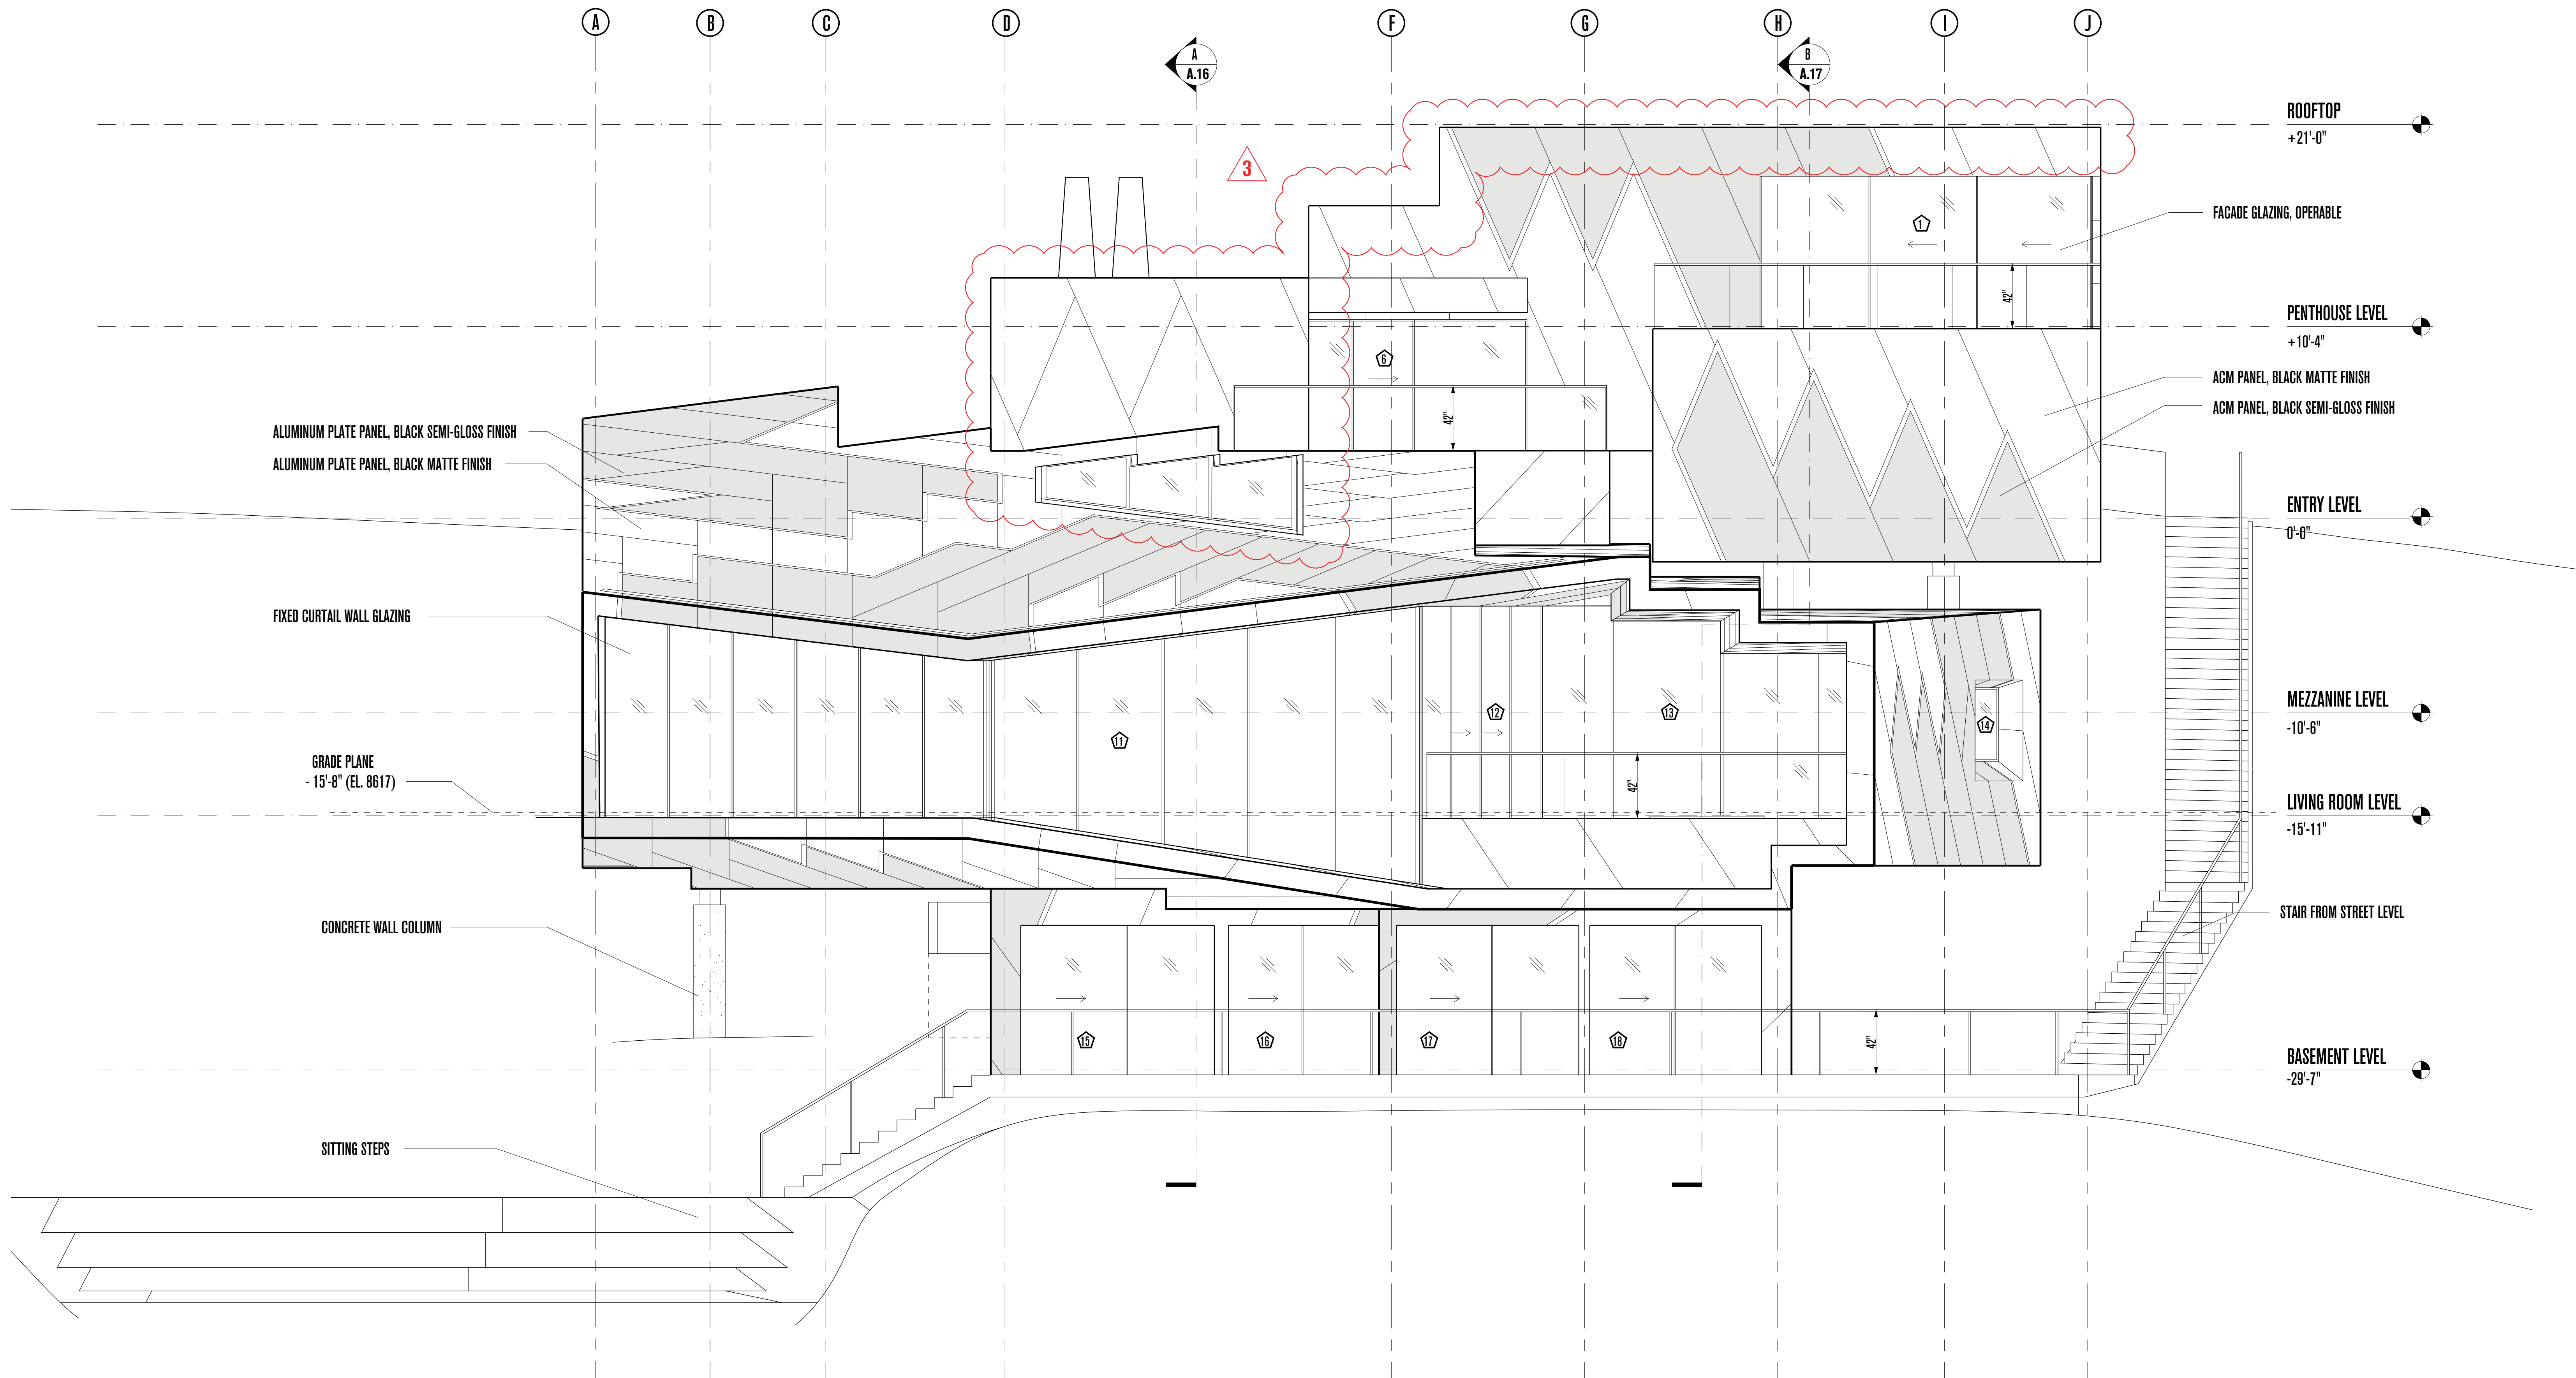 A
B
C
D
F
G
H
I
J
A
A.16
B
A.17
3
ROOFTOP
+21'-0"
FACADE GLAZING, OPERABLE
1
42"
PENTHOUSE LEVEL
+10'-4"
6
42"
ACM PANEL, BLACK MATTE FINISH
ACM PANEL, BLACK SEMI-GLOSS FINISH
ALUMINUM PLATE PANEL, BLACK SEMI-GLOSS FINISH
ALUMINUM PLATE PANEL, BLACK MATTE FINISH
ENTRY LEVEL
0'-0"
FIXED CURTAIN WALL GLAZING
MEZZANINE LEVEL
-10'-6"
11
12
13
14
GRADE PLANE
- 15'-8" (EL. 8617)
42"
LIVING ROOM LEVEL
-15'-11"
CONCRETE WALL COLUMN
STAIR FROM STREET LEVEL
15
16
17
18
42"
BASEMENT LEVEL
-29'-7"
SITTING STEPS